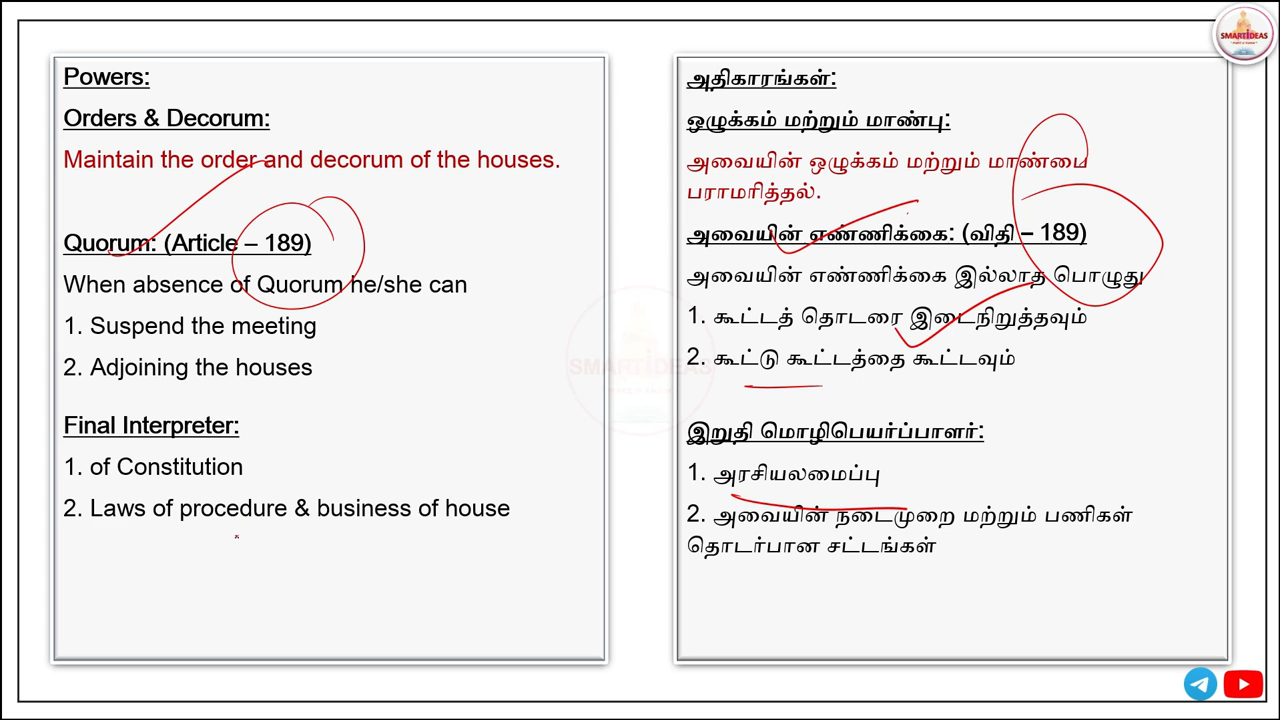 SMARTIDEAS
Powers:
Orders & Decorum:
Maintain the order and decorum of the houses.
Quorum: (Article – 189)
When absence of Quorum he/she can
1. Suspend the meeting
2. Adjoining the houses
Final Interpreter:
1. of Constitution
2. Laws of procedure & business of house
அதிகாரங்கள்:
ஒழுக்கம் மற்றும் மாண்பு:
அவையின் ஒழுக்கம் மற்றும் மாண்பை
பராமரித்தல்.
அவையின் எண்ணிக்கை: (விதி – 189)
அவையின் எண்ணிக்கை இல்லாத பொழுது
1. கூட்டத் தொடரை இடைநிறுத்தவும்
2. கூட்டு கூட்டத்தை கூட்டவும்
இறுதி மொழிபெயர்ப்பாளர்:
1. அரசியலமைப்பு
2. அவையின் நடைமுறை மற்றும் பணிகள்
தொடர்பான சட்டங்கள்
SMARTIDEAS